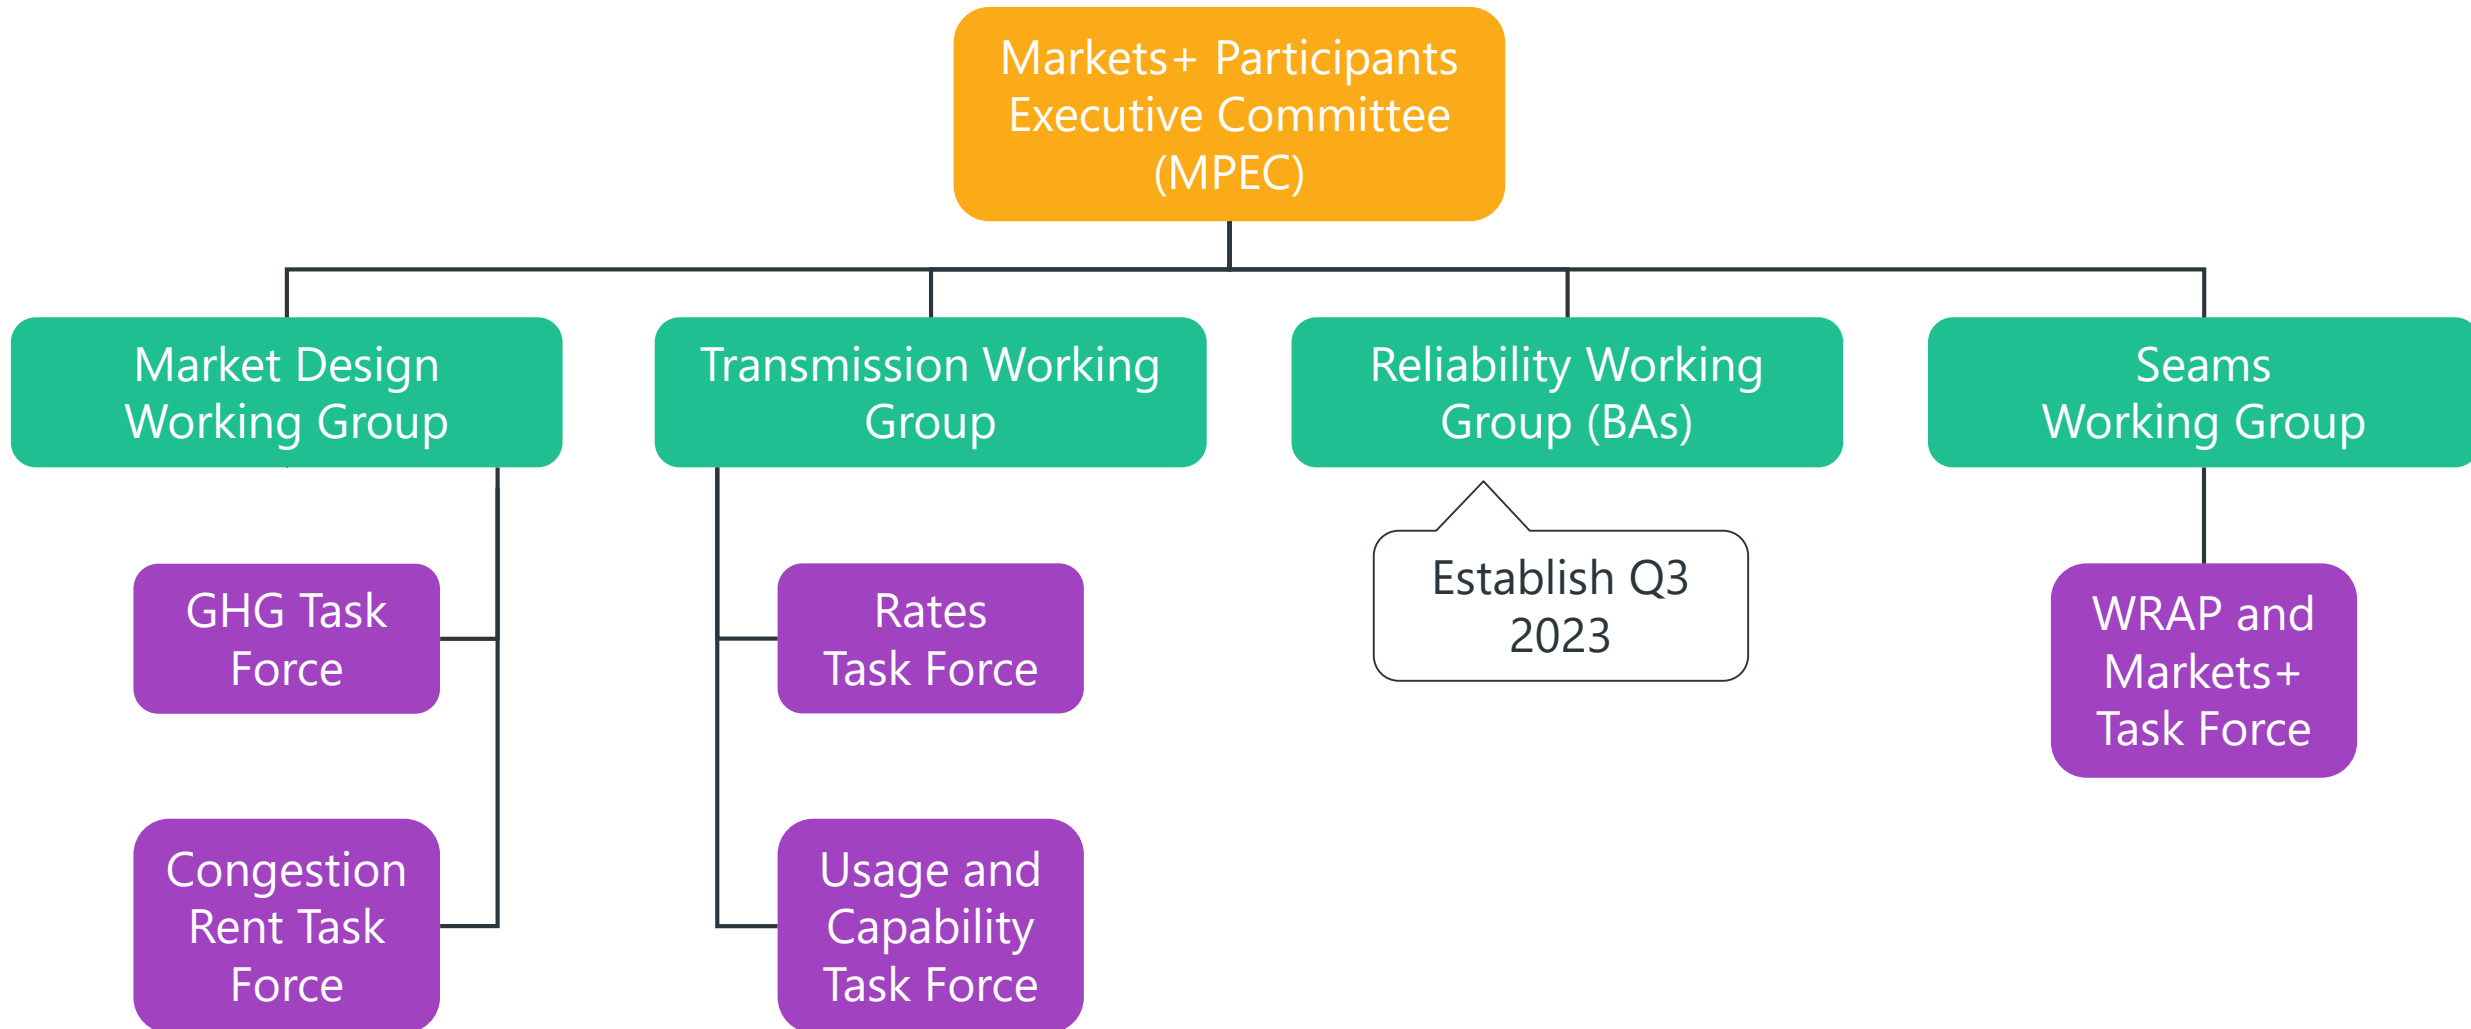 Markets+ Participants
Executive Committee
(MPEC)
Market Design
Working Group
Transmission Working
Group
Reliability Working
Group (BAs)
Seams
Working Group
GHG Task
Force
Rates
Task Force
Establish Q3
2023
WRAP and
Markets+
Task Force
Congestion
Rent Task
Force
Usage and
Capability
Task Force